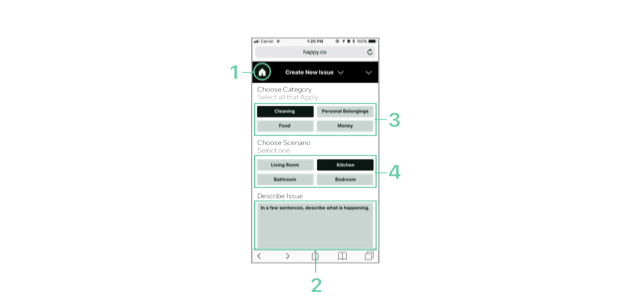 Carrier 1:20 PM 100%
happy.co
1 Create New Issue
Choose Category
Select all that Apply
Cleaning Personal Belongings
3
Food Money
Choose Scenario
Select one
Living Room Kitchen
4
Bathroom Bedroom
Describe Issue
In a few sentences, describe what is happening.
2